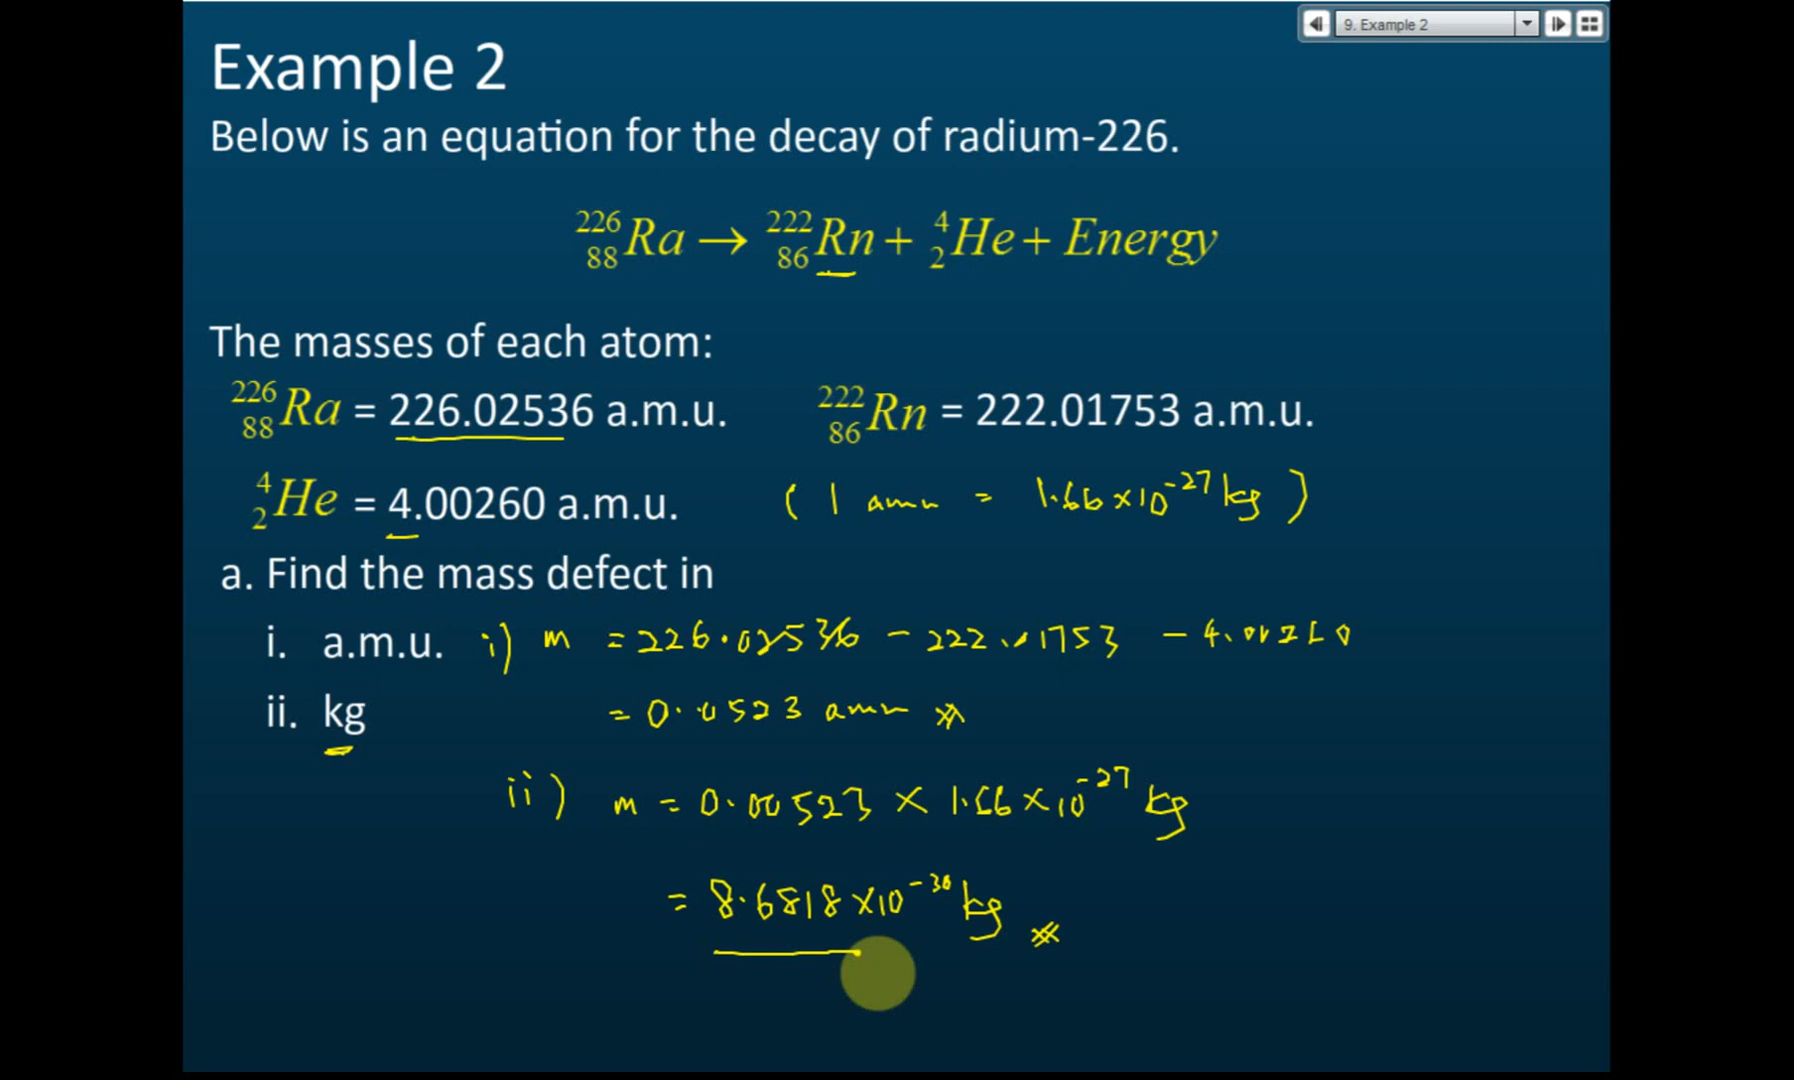 9. Example 2
Example 2
Below is an equation for the decay of radium-226.
²²⁶₈₈Ra → ²²²₈₆Rn + ⁴₂He + Energy
The masses of each atom:
²²⁶₈₈Ra = 226.02536 a.m.u. ²²²₈₆Rn = 222.01753 a.m.u.
⁴₂He = 4.00260 a.m.u. ( 1 amu = 1.66×10⁻²⁷ kg )
a. Find the mass defect in
i. a.m.u. i) m = 226.02536 - 222.01753 - 4.00260
ii. kg = 0.00523 amu
ii) m = 0.00523 × 1.66×10⁻²⁷ kg
= 8.6818×10⁻³⁰ kg